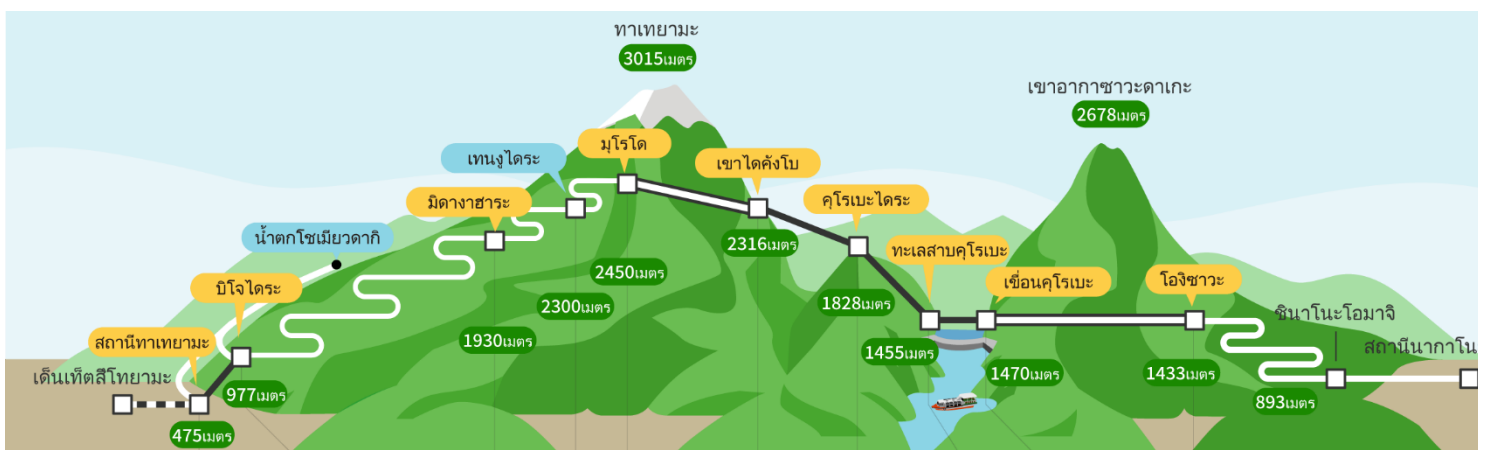 ทาเทยามะ
3015เมตร
เขาอากาซาวะดาเกะ
2678เมตร
มุโรโด
เทนงูไดระ
เขาไดคังโบ
มิดางาฮาระ
คุโรเบะไดระ
น้ำตกโชเมียวดากิ
2316เมตร
ทะเลสาบคุโรเบะ
2450เมตร
บิโจไดระ
เขื่อนคุโรเบะ
โองิซาวะ
2300เมตร
1828เมตร
ชินาโนะโอมาจิ
สถานีทาเทยามะ
1930เมตร
1455เมตร
สถานีนากาโน
เด็นเท็ตสึโทยามะ
977เมตร
1470เมตร
1433เมตร
893เมตร
475เมตร